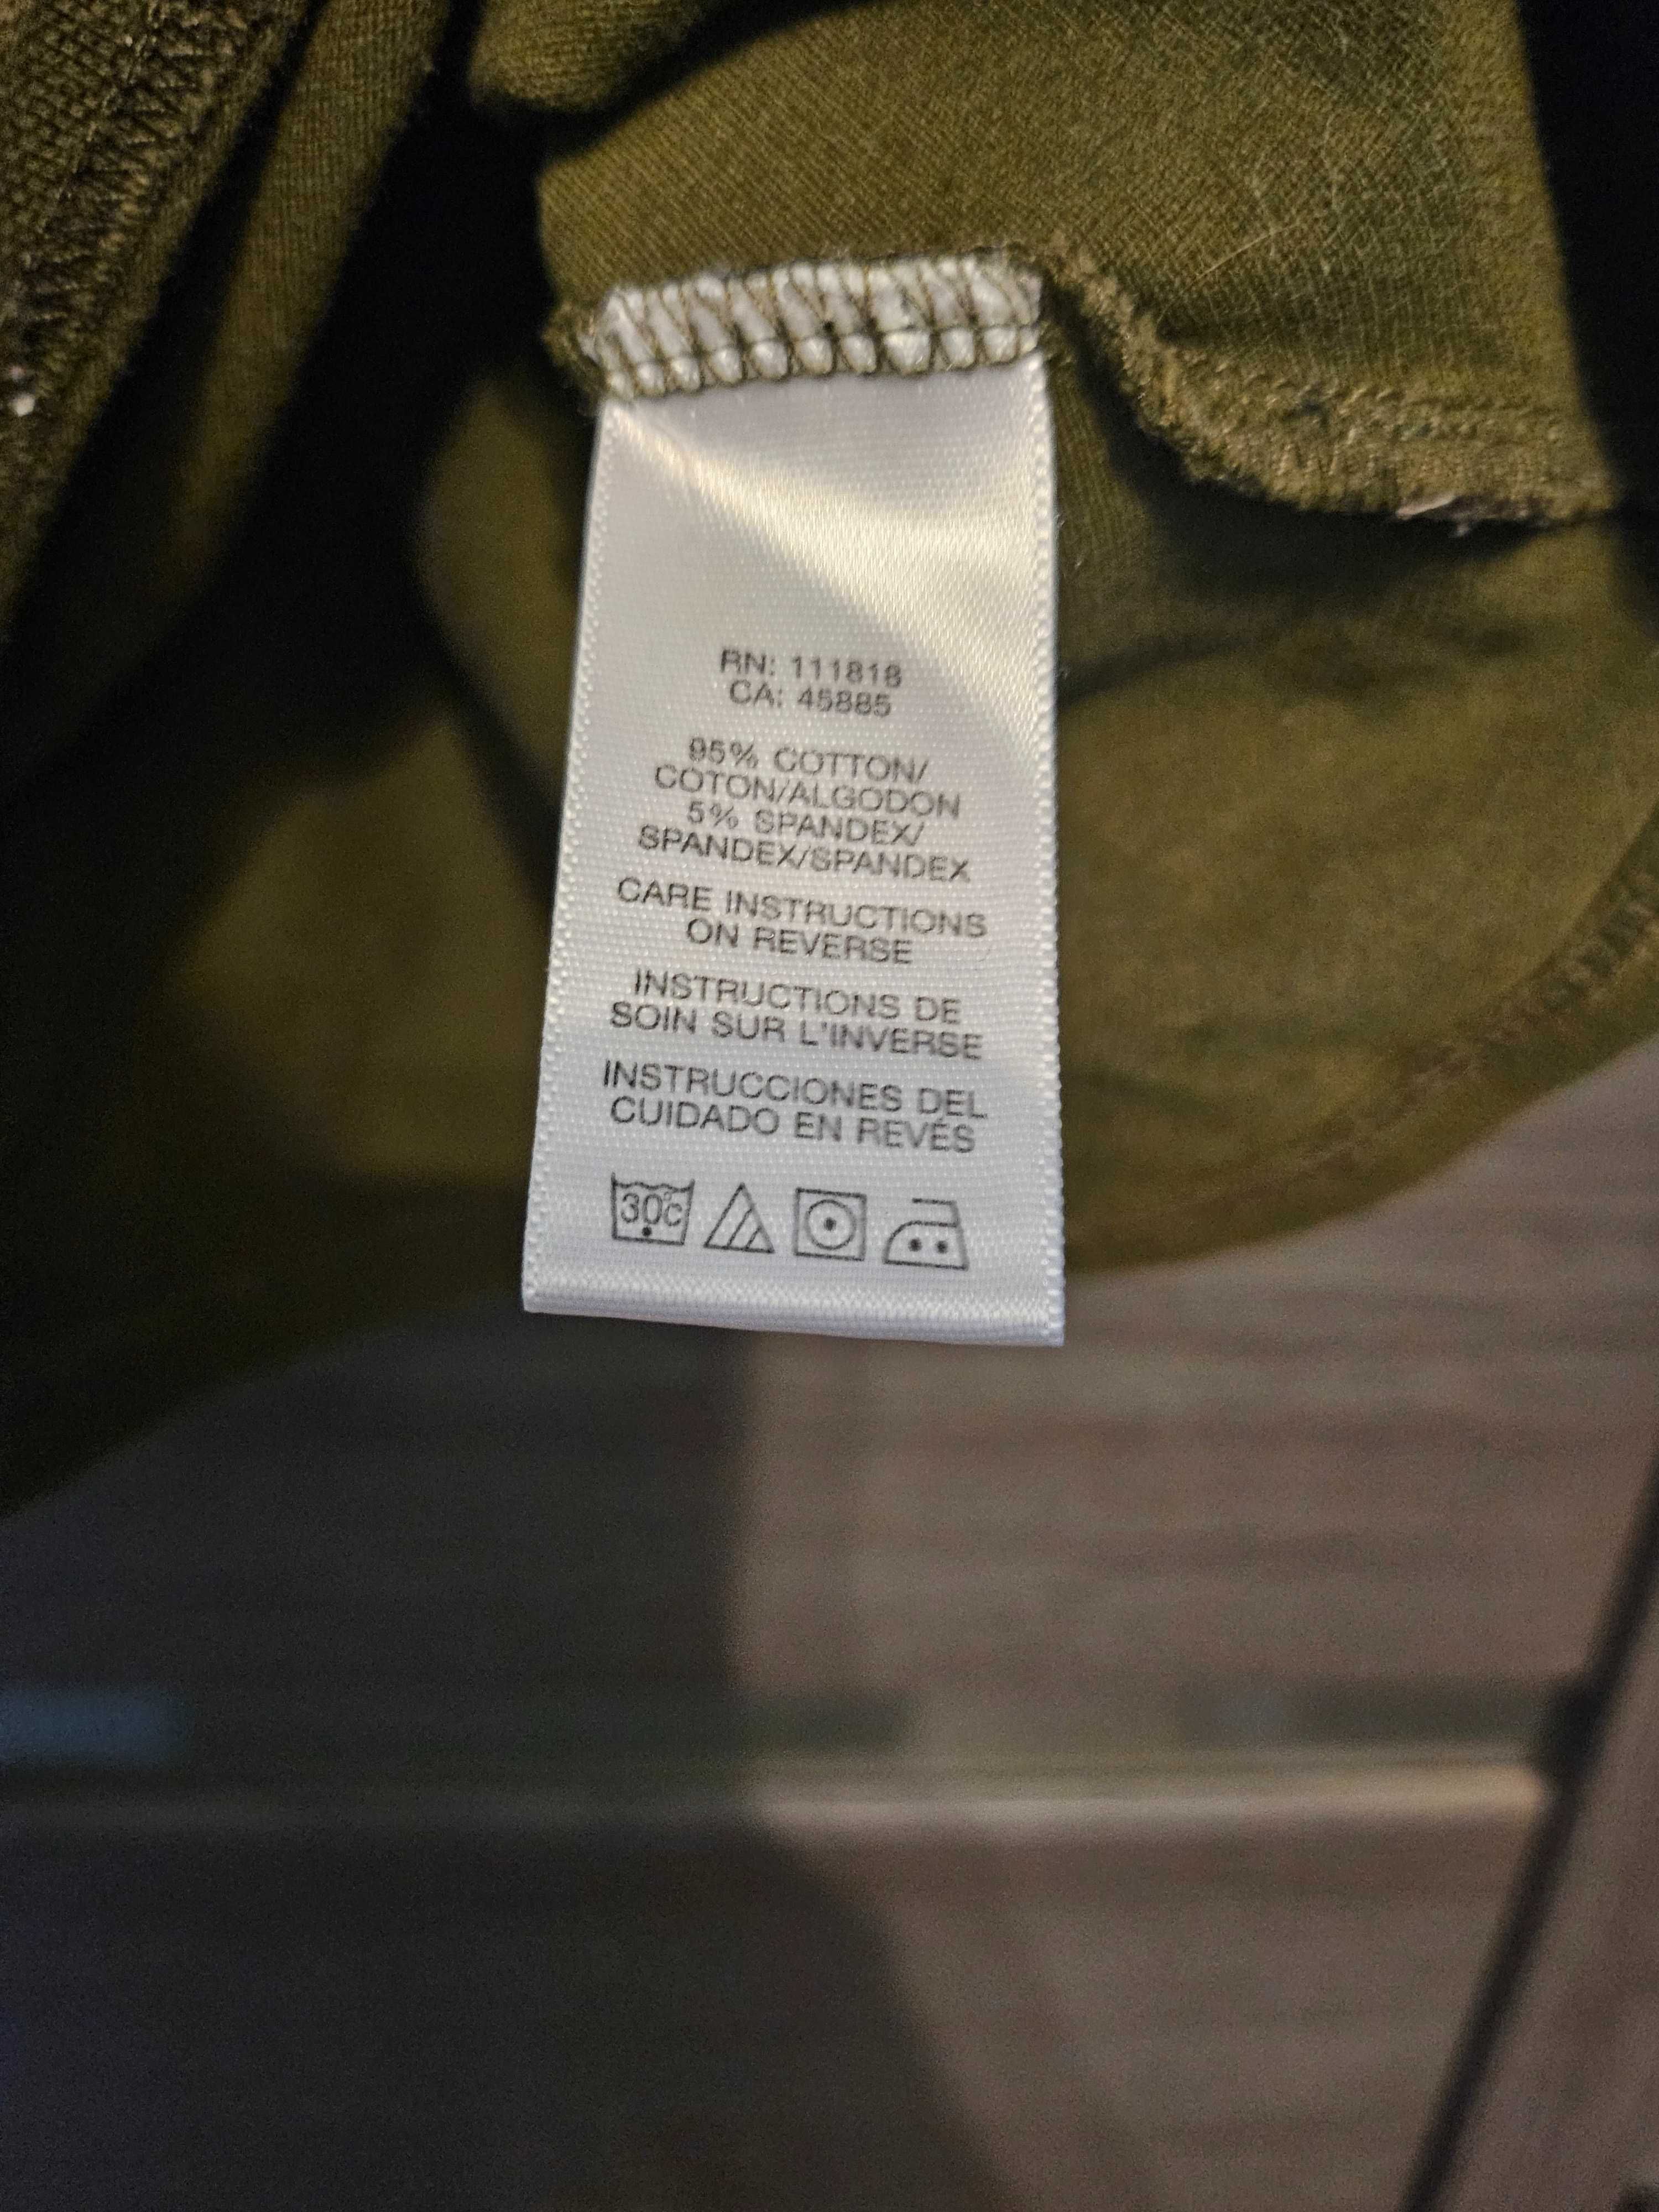 RN: 111818
CA: 45885
95% COTTON/
COTON/ALGODON
5% SPANDEX/
SPANDEX/SPANDEX
CARE INSTRUCTIONS
ON REVERSE
INSTRUCTIONS DE
SOIN SUR L'INVERSE
INSTRUCCIONES DEL
CUIDADO EN REVÉS
30°C